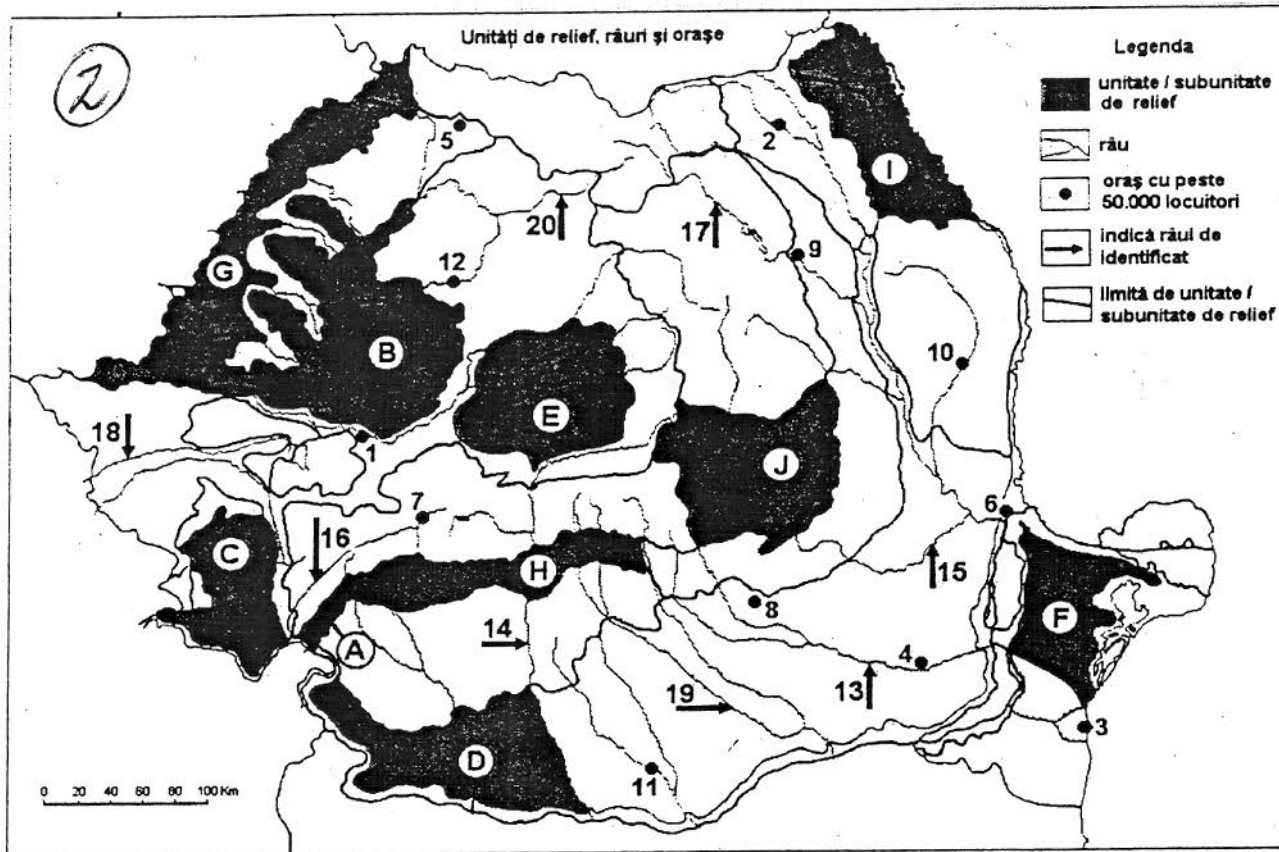 2
Unități de relief, râuri și orașe
Legenda
unitate / subunitate
de relief
râu
oraș cu peste
50.000 locuitori
indică râul de
identificat
limită de unitate /
subunitate de relief
5
2
I
20
17
9
G
12
B
10
E
18
1
J
7
6
C
16
H
15
8
F
14
A
4
13
19
3
D
11
0 20 40 60 80 100 Km